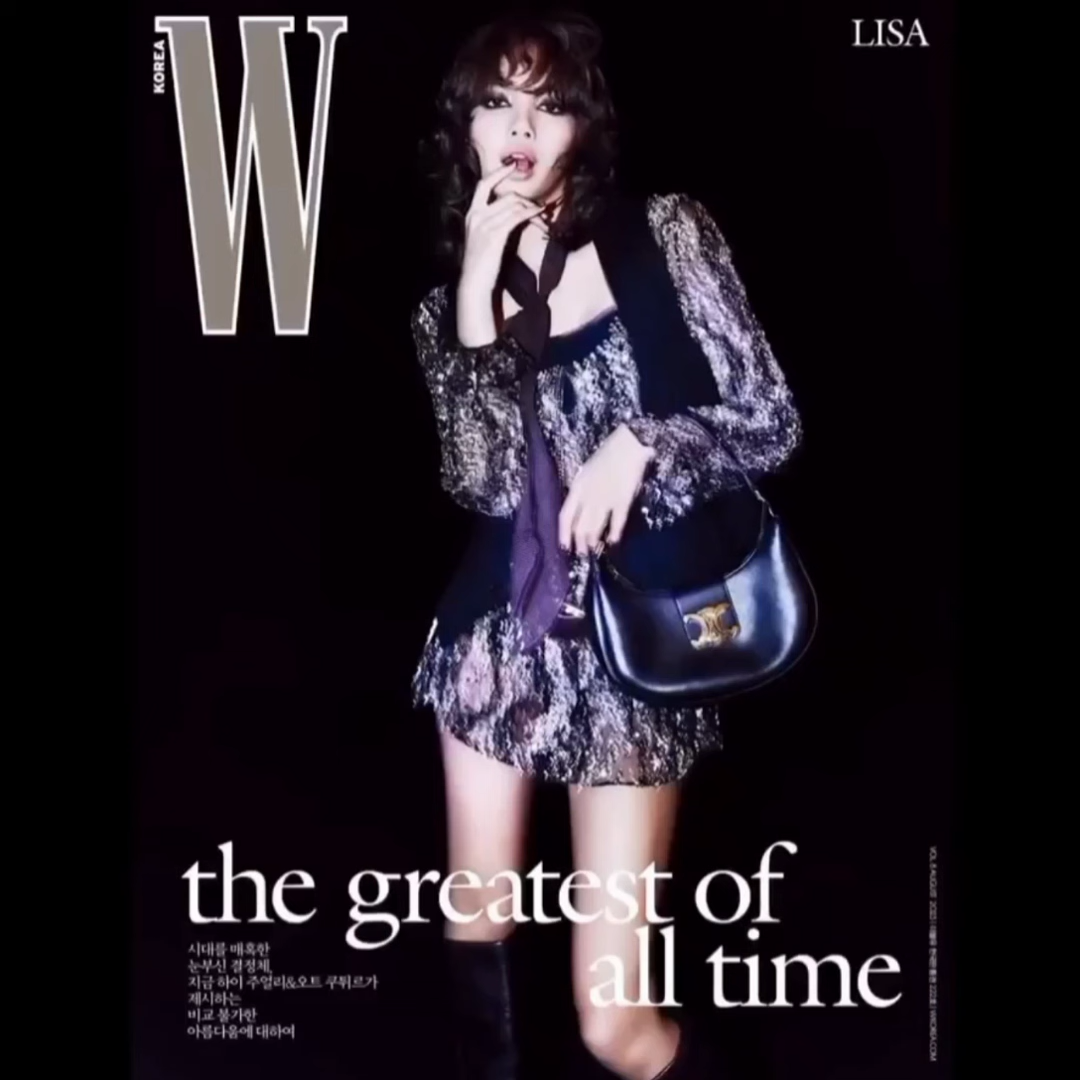 W
KOREA
LISA
the greatest of
all time
시대를 매혹한
눈부신 결정체,
지금 하이 주얼리&오트 쿠튀르가
제시하는
비교 불가한
아름다움에 대하여